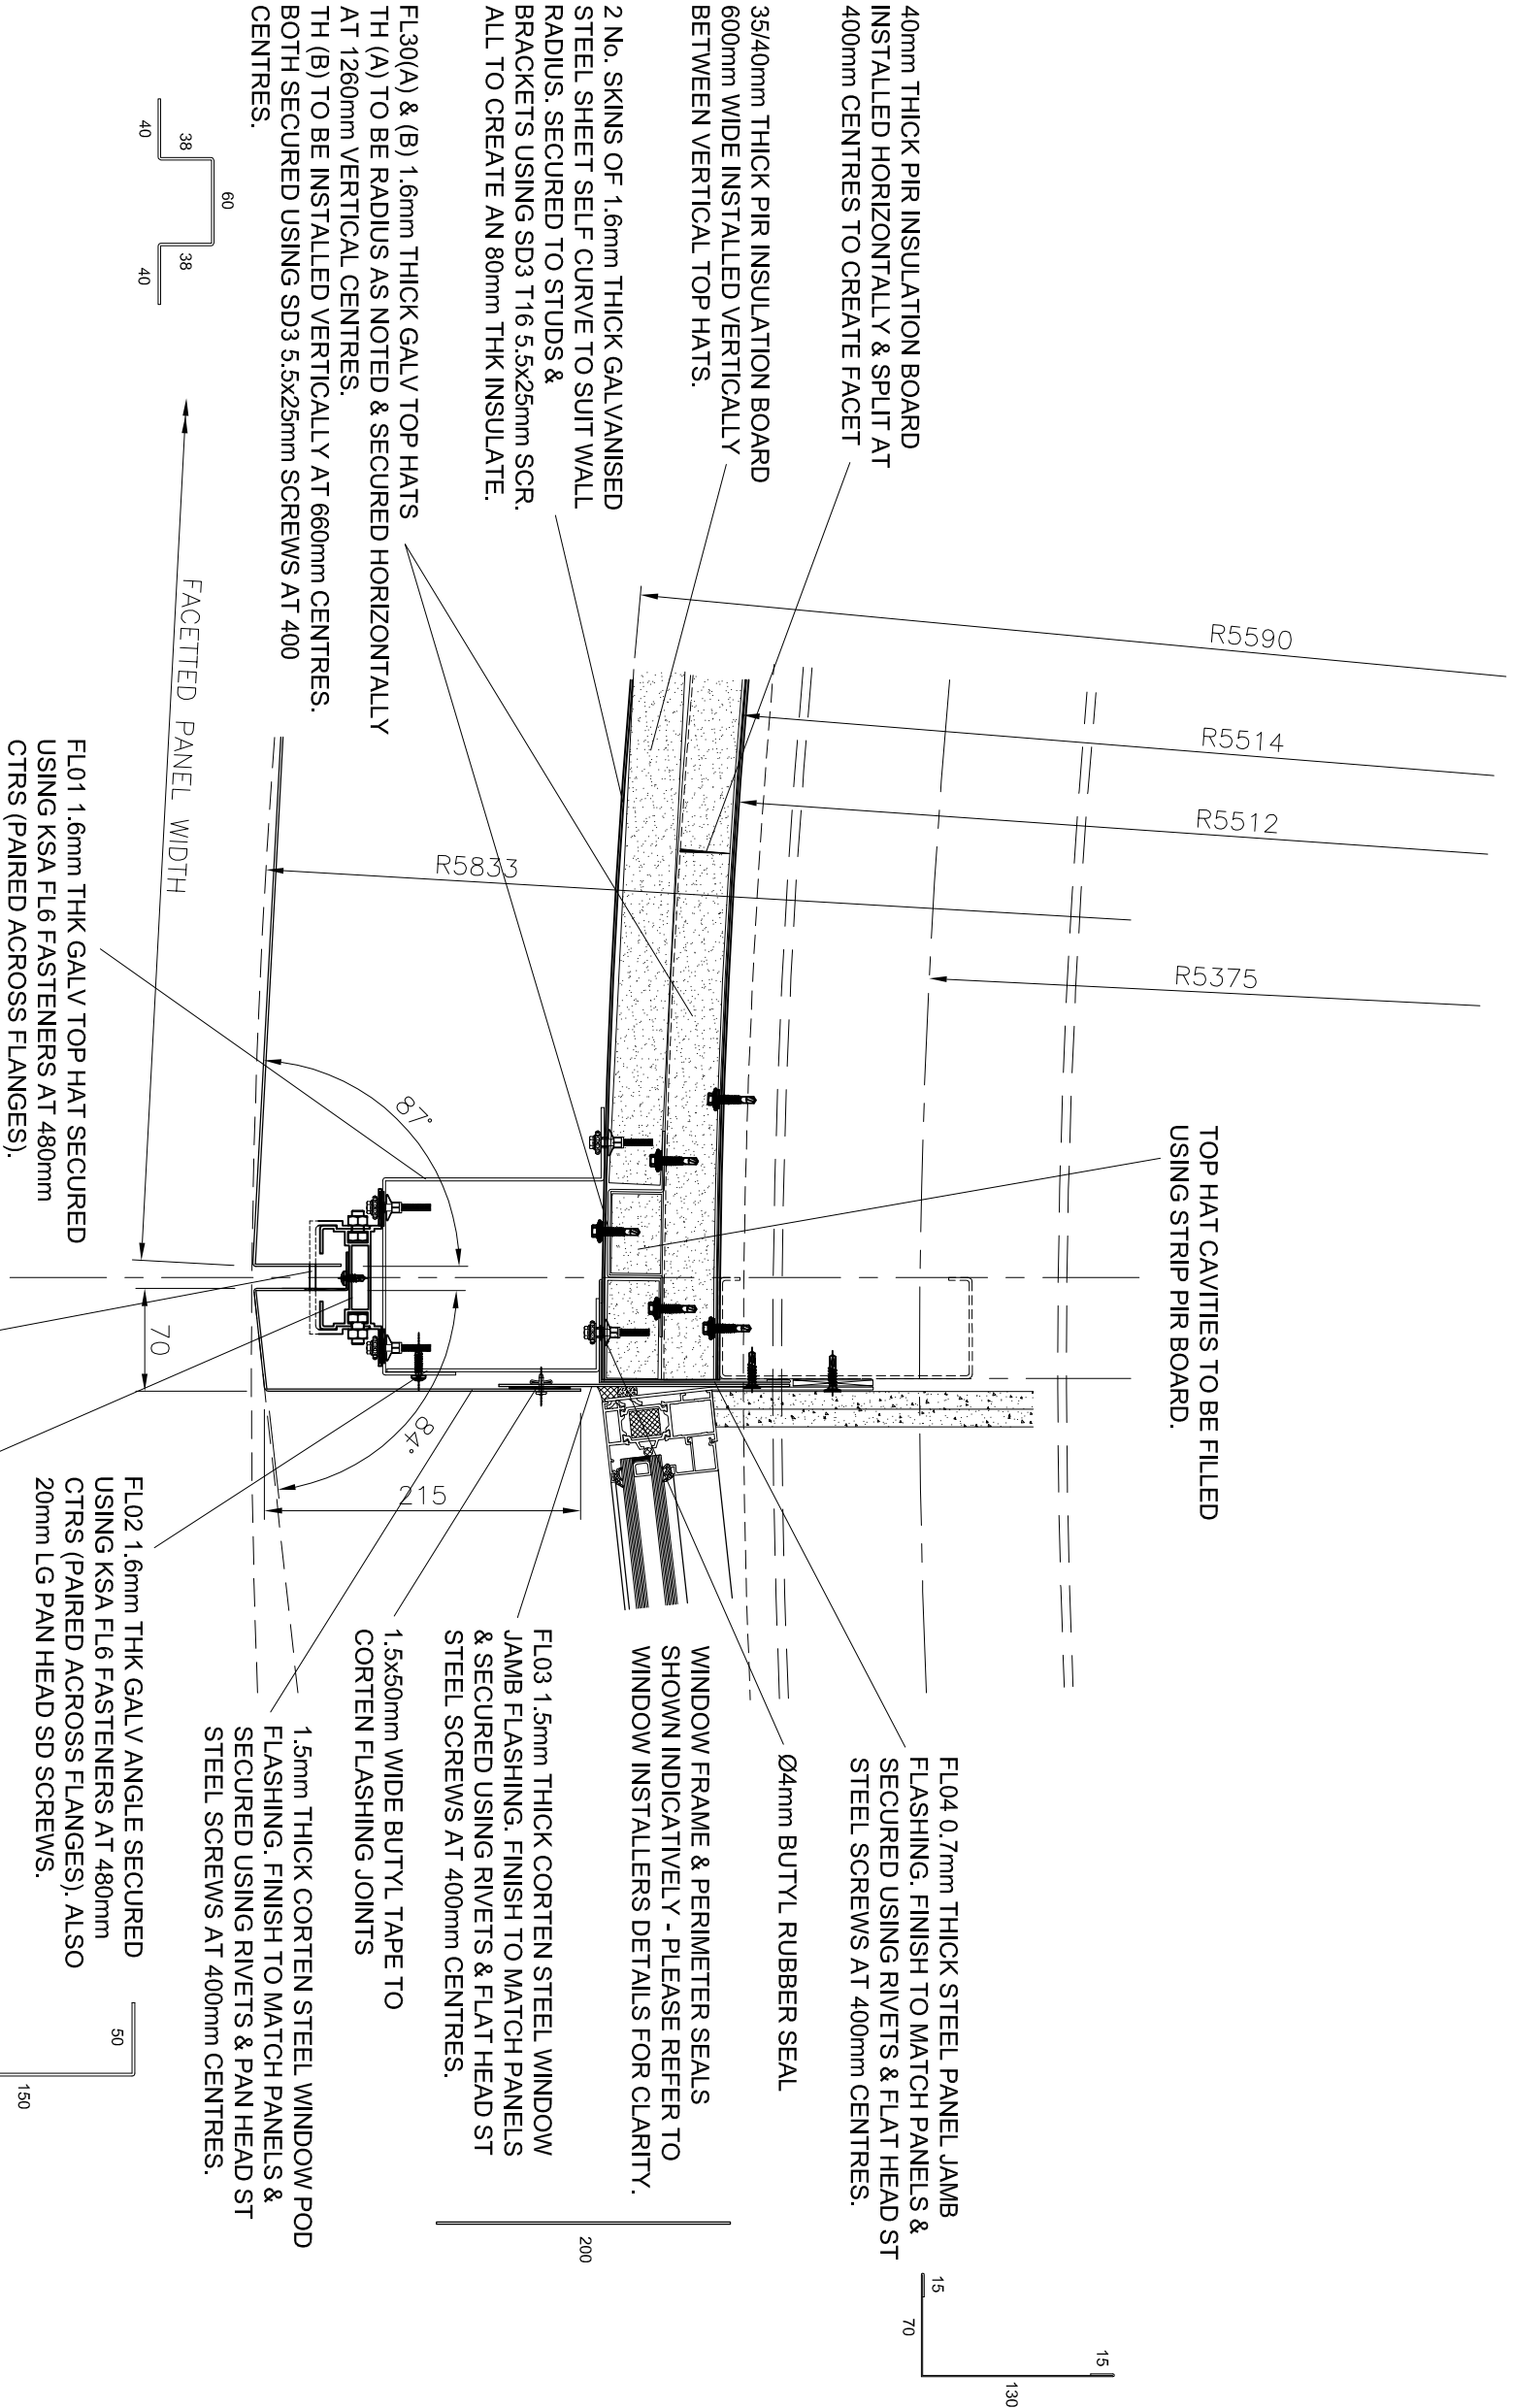 40mm THICK PIR INSULATION BOARD
INSTALLED HORIZONTALLY & SPLIT AT
400mm CENTRES TO CREATE FACET
35/40mm THICK PIR INSULATION BOARD
600mm WIDE INSTALLED VERTICALLY
BETWEEN VERTICAL TOP HATS.
2 No. SKINS OF 1.6mm THICK GALVANISED
STEEL SHEET SELF CURVE TO SUIT WALL
RADIUS. SECURED TO STUDS &
BRACKETS USING SD3 T16 5.5x25mm SCR.
ALL TO CREATE AN 80mm THK INSULATE.
FL30(A) & (B) 1.6mm THICK GALV TOP HATS
TH (A) TO BE RADIUS AS NOTED & SECURED HORIZONTALLY
AT 1260mm VERTICAL CENTRES.
TH (B) TO BE INSTALLED VERTICALLY AT 660mm CENTRES.
BOTH SECURED USING SD3 5.5x25mm SCREWS AT 400
CENTRES.
40
38
60
38
40
R5590
R5514
R5512
R5833
R5375
FACETTED PANEL WIDTH
87°
84°
70
215
FL01 1.6mm THK GALV TOP HAT SECURED
USING KSA FL6 FASTENERS AT 480mm
CTRS (PAIRED ACROSS FLANGES).
TOP HAT CAVITIES TO BE FILLED
USING STRIP PIR BOARD.
FL04 0.7mm THICK STEEL PANEL JAMB
FLASHING. FINISH TO MATCH PANELS &
SECURED USING RIVETS & FLAT HEAD ST
STEEL SCREWS AT 400mm CENTRES.
Ø4mm BUTYL RUBBER SEAL
WINDOW FRAME & PERIMETER SEALS
SHOWN INDICATIVELY - PLEASE REFER TO
WINDOW INSTALLERS DETAILS FOR CLARITY.
FL03 1.5mm THICK CORTEN STEEL WINDOW
JAMB FLASHING. FINISH TO MATCH PANELS
& SECURED USING RIVETS & FLAT HEAD ST
STEEL SCREWS AT 400mm CENTRES.
1.5x50mm WIDE BUTYL TAPE TO
CORTEN FLASHING JOINTS
1.5mm THICK CORTEN STEEL WINDOW POD
FLASHING. FINISH TO MATCH PANELS &
SECURED USING RIVETS & PAN HEAD ST
STEEL SCREWS AT 400mm CENTRES.
FL02 1.6mm THK GALV ANGLE SECURED
USING KSA FL6 FASTENERS AT 480mm
CTRS (PAIRED ACROSS FLANGES). ALSO
20mm LG PAN HEAD SD SCREWS.
15
70
15
130
200
50
150